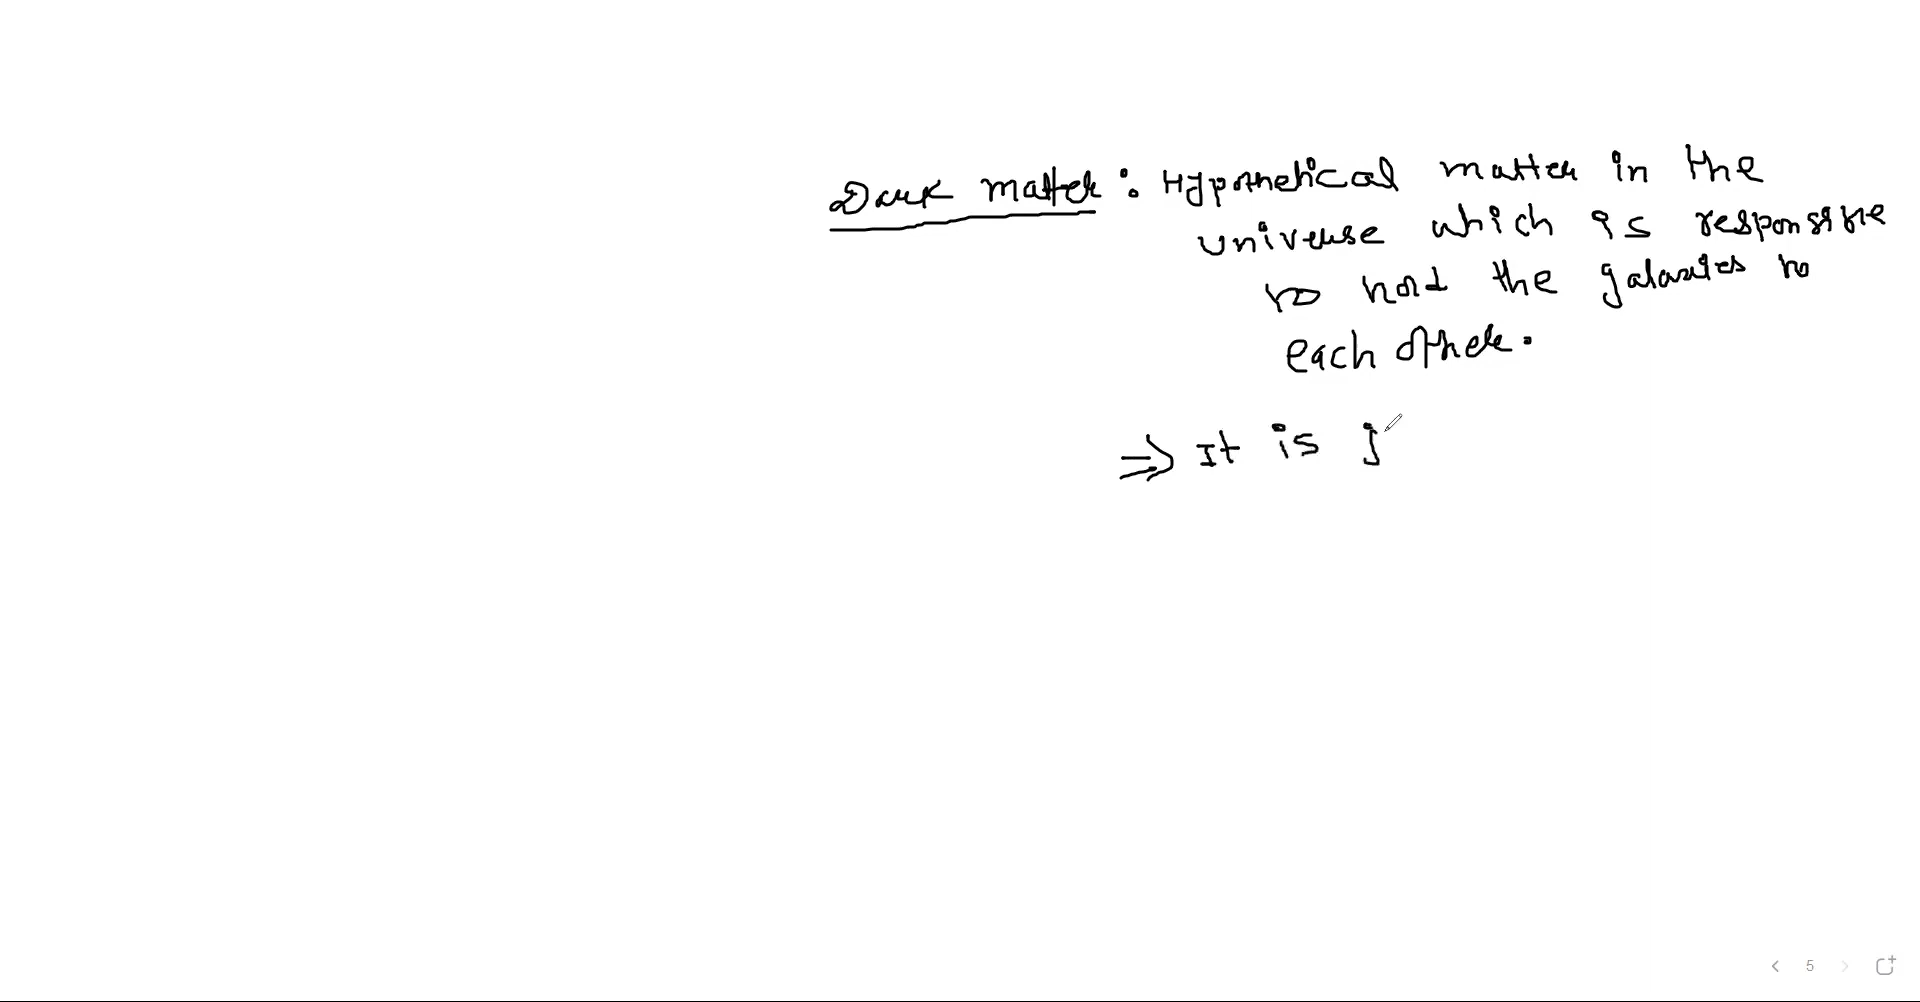 Dark matter : Hypothetical matter in the
universe which is responsible
to hold the galaxies to
each other.
⇒ It is j
5